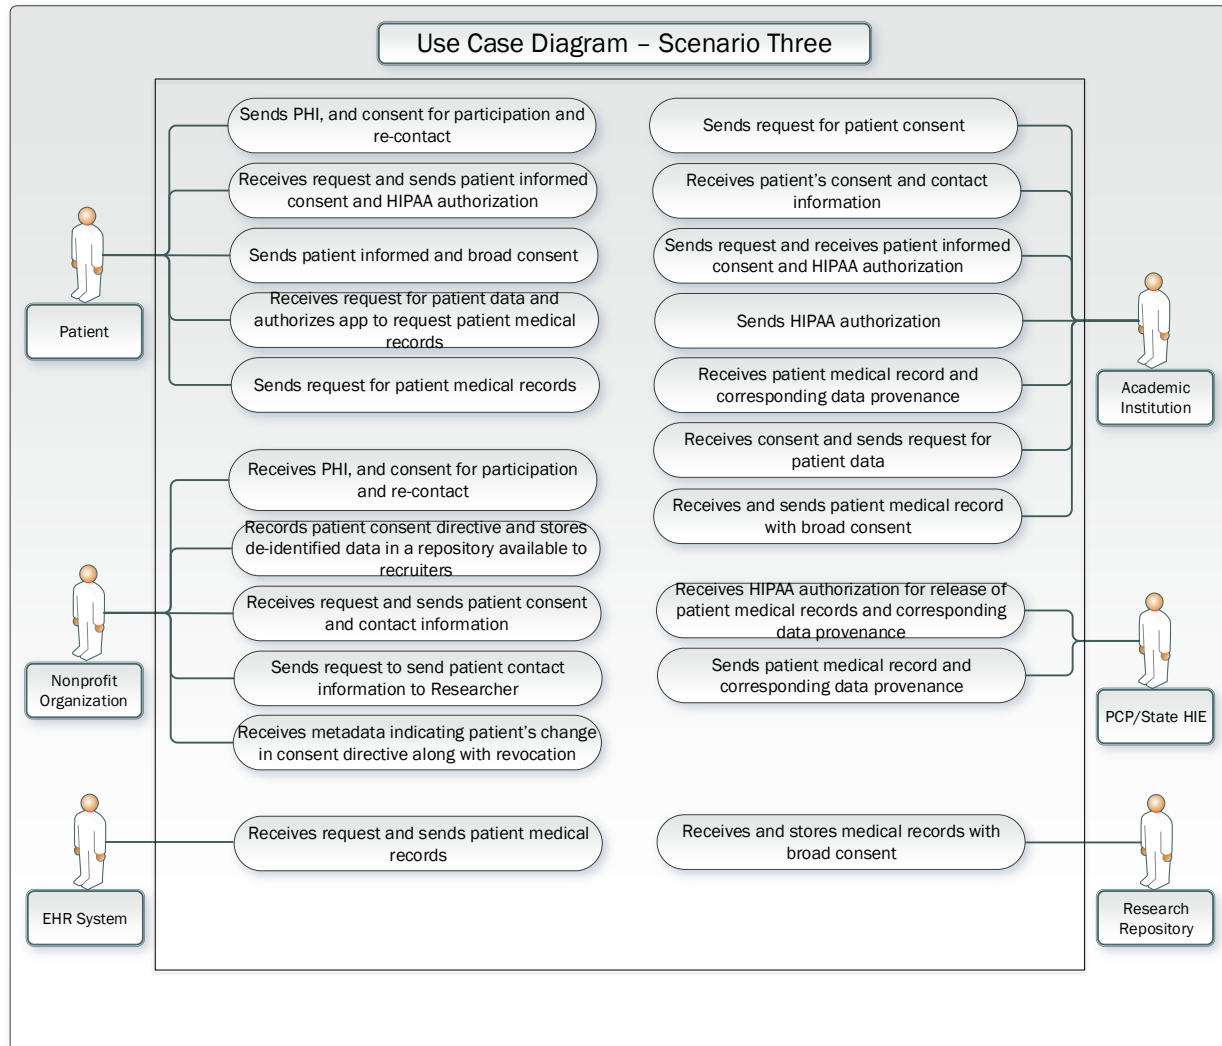 Use Case Diagram – Scenario Three
Sends PHI, and consent for participation and
re-contact
Receives request and sends patient informed
consent and HIPAA authorization
Sends patient informed and broad consent
Receives request for patient data and
authorizes app to request patient medical
records
Sends request for patient medical records
Patient
Receives PHI, and consent for participation
and re-contact
Records patient consent directive and stores
de-identified data in a repository available to
recruiters
Receives request and sends patient consent
and contact information
Sends request to send patient contact
information to Researcher
Receives metadata indicating patient’s change
in consent directive along with revocation
Nonprofit
Organization
Receives request and sends patient medical
records
EHR System
Sends request for patient consent
Receives patient’s consent and contact
information
Sends request and receives patient informed
consent and HIPAA authorization
Sends HIPAA authorization
Receives patient medical record and
corresponding data provenance
Receives consent and sends request for
patient data
Receives and sends patient medical record
with broad consent
Academic
Institution
Receives HIPAA authorization for release of
patient medical records and corresponding
data provenance
Sends patient medical record and
corresponding data provenance
PCP/State HIE
Receives and stores medical records with
broad consent
Research
Repository